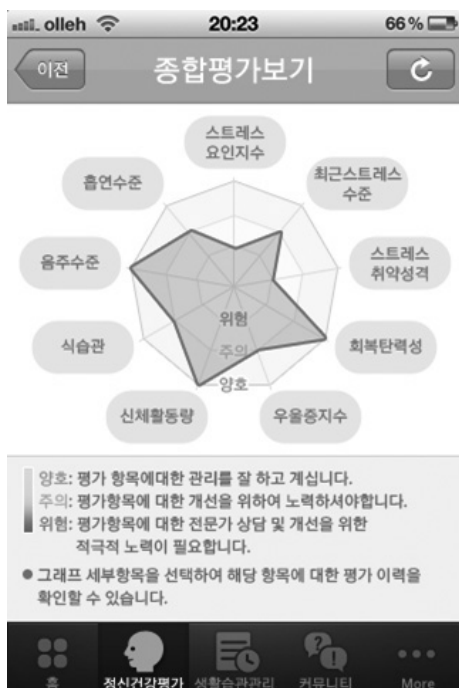 olleh 20:23 66%
이전 종합평가보기
스트레스
요인지수
흡연수준
최근스트레스
수준
음주수준
스트레스
취약성격
식습관
회복탄력성
위험
주의
양호
신체활동량
우울증지수
양호: 평가 항목에대한 관리를 잘 하고 계십니다.
주의: 평가항목에 대한 개선을 위하여 노력하셔야합니다.
위험: 평가항목에 대한 전문가 상담 및 개선을 위한
적극적 노력이 필요합니다.
● 그래프 세부항목을 선택하여 해당 항목에 대한 평가 이력을
확인할 수 있습니다.
홈 정신건강평가 생활습관관리 커뮤니티 More